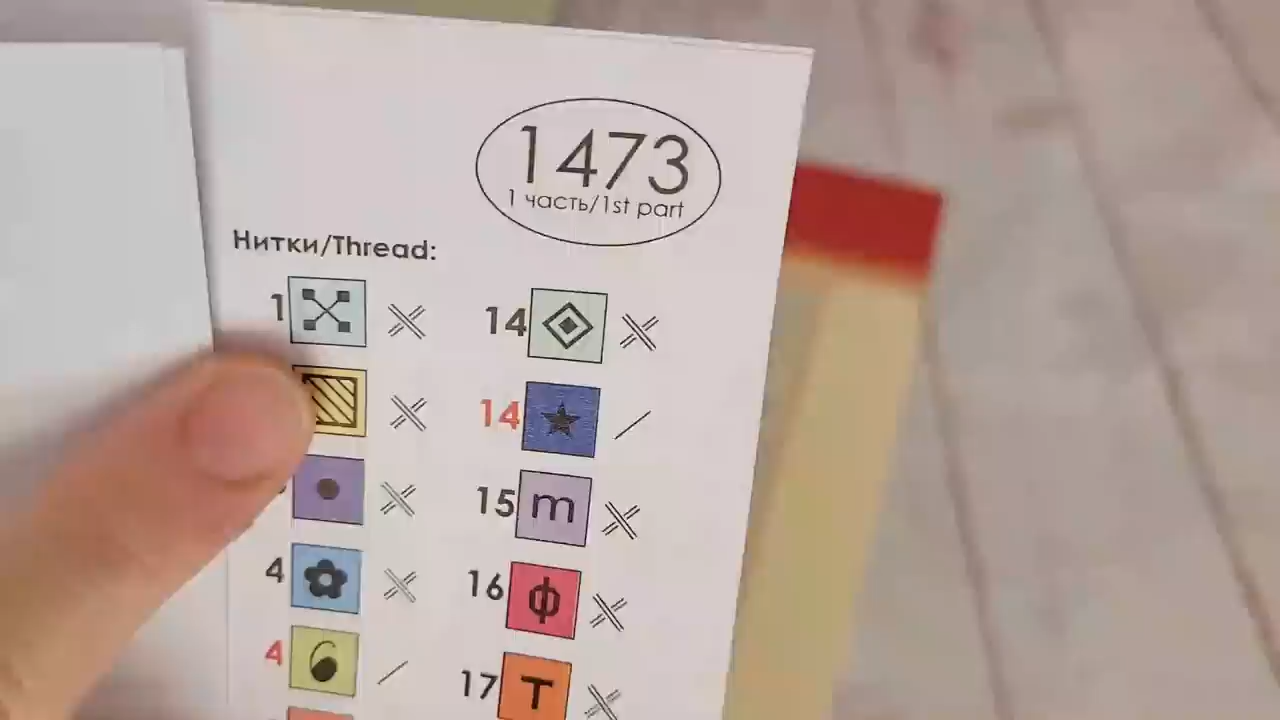 1473
1 часть/1st part
Нитки/Thread:
1
4
4
14
14
15 m
16 ф
17 т